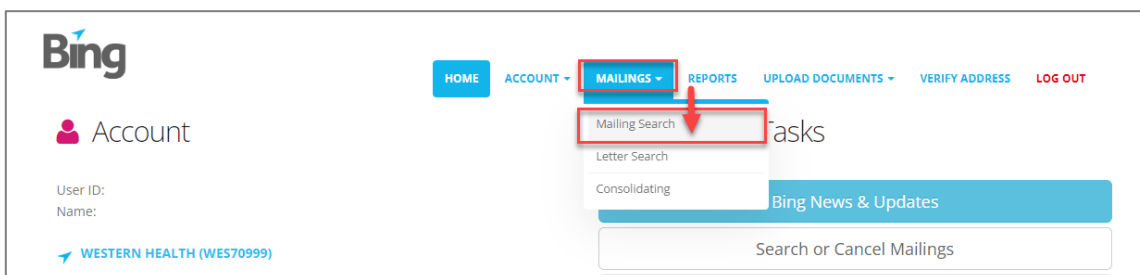 Bing
HOME ACCOUNT MAILINGS REPORTS UPLOAD DOCUMENTS VERIFY ADDRESS LOG OUT
Account
Mailing Search
Tasks
Letter Search
Consolidating
User ID:
Name:
Bing News & Updates
WESTERN HEALTH (WES70999)
Search or Cancel Mailings